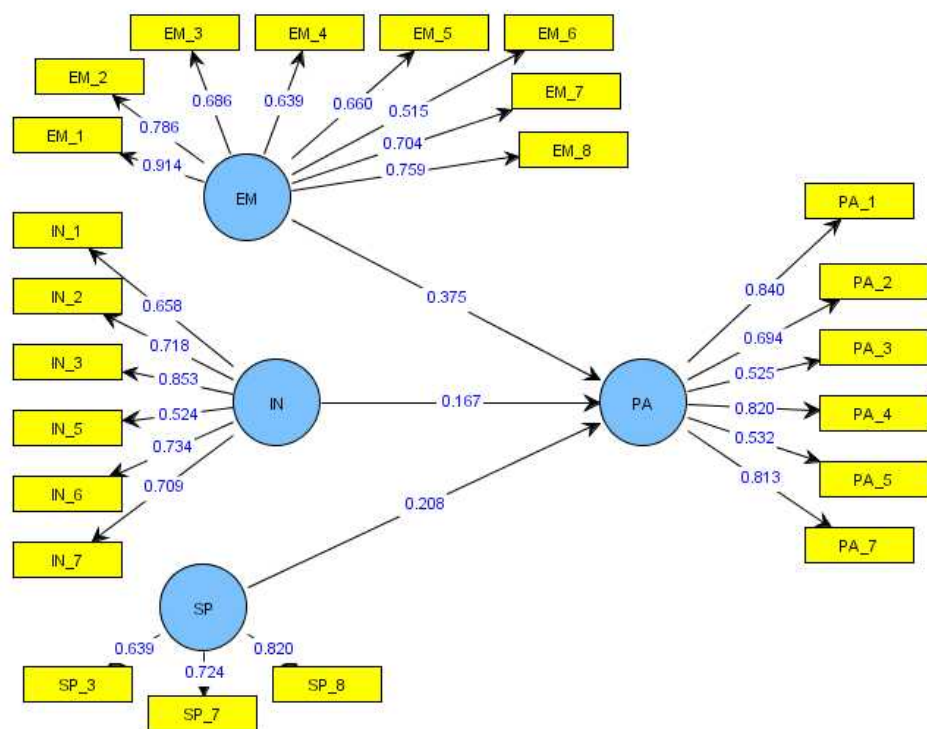 EM_3
EM_4
EM_5
EM_6
EM_2
EM_7
EM_1
EM_8
0.914
0.786
0.686
0.639
0.660
0.515
0.704
0.759
EM
IN_1
IN_2
IN_3
IN_5
IN_6
IN_7
0.658
0.718
0.853
0.524
0.734
0.709
IN
0.375
0.167
0.208
PA
0.840
0.694
0.525
0.820
0.532
0.813
PA_1
PA_2
PA_3
PA_4
PA_5
PA_7
SP
0.639
0.724
0.820
SP_3
SP_7
SP_8